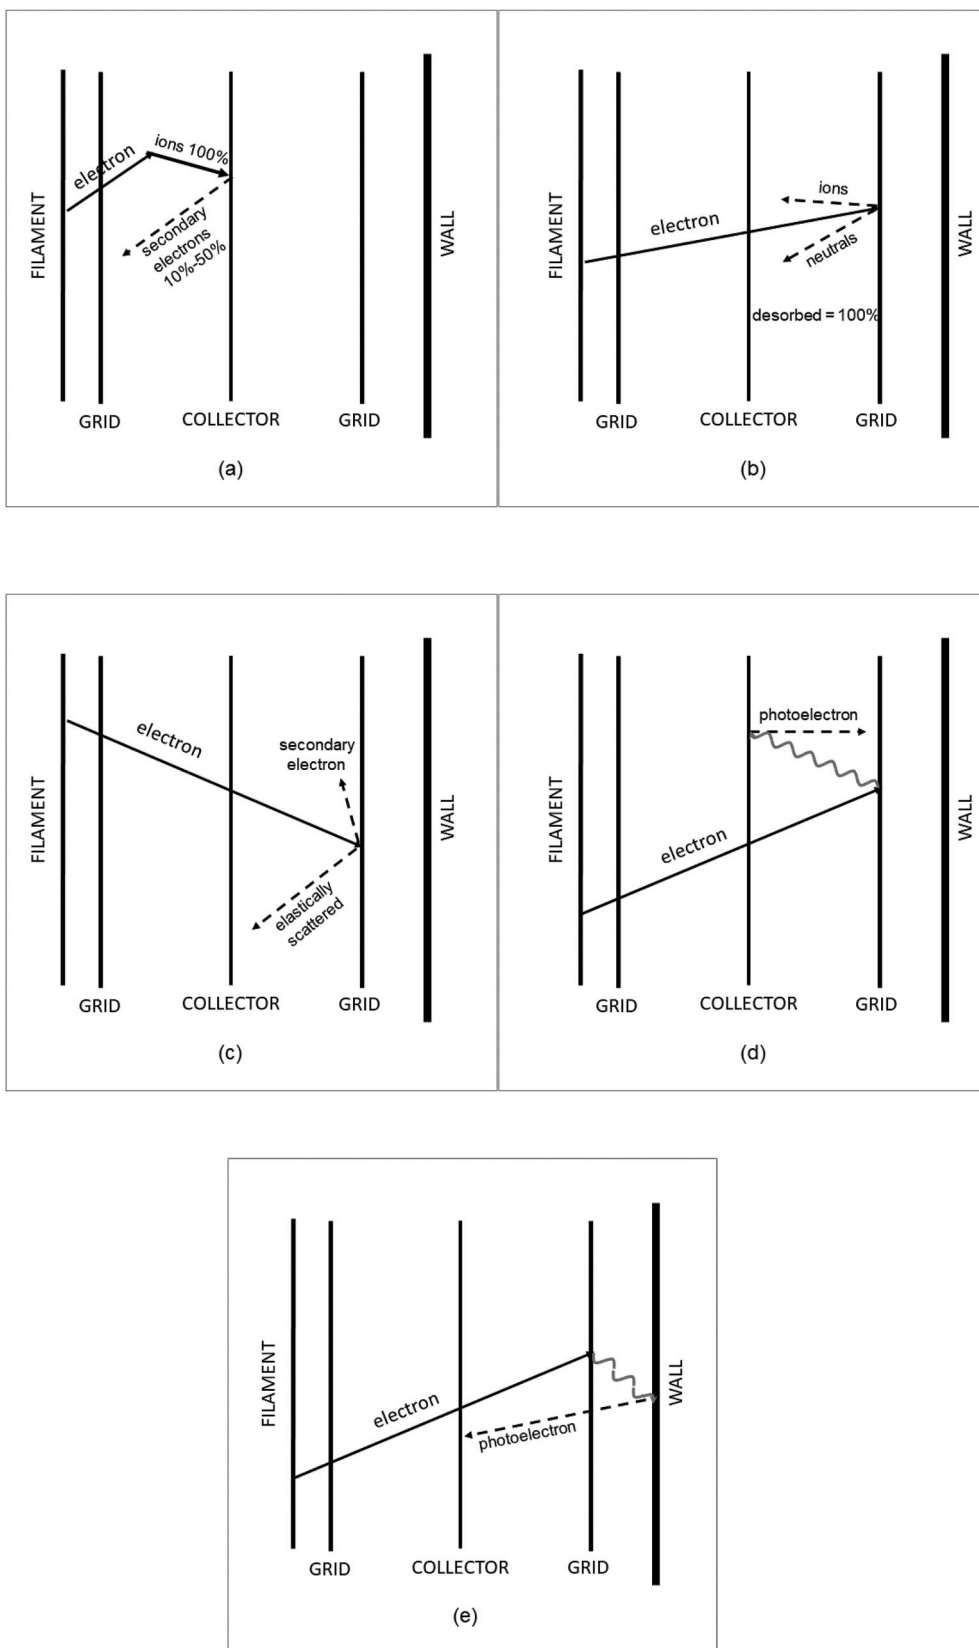 FILAMENT
electron
ions 100%
secondary
electrons
10%-50%
WALL
GRID
COLLECTOR
GRID
(a)
FILAMENT
electron
ions
neutrals
desorbed = 100%
WALL
GRID
COLLECTOR
GRID
(b)
FILAMENT
electron
secondary
electron
elastically
scattered
WALL
GRID
COLLECTOR
GRID
(c)
FILAMENT
photoelectron
electron
WALL
GRID
COLLECTOR
GRID
(d)
FILAMENT
electron
photoelectron
WALL
GRID
COLLECTOR
GRID
(e)